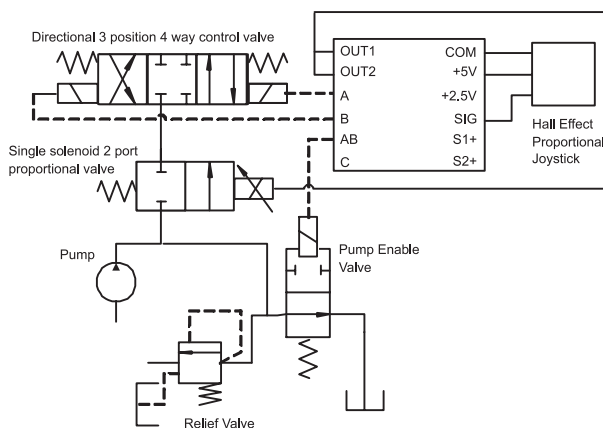 Directional 3 position 4 way control valve
OUT1
OUT2
A
B
AB
C
COM
+5V
+2.5V
SIG
S1+
S2+
Hall Effect
Proportional
Joystick
Single solenoid 2 port
proportional valve
Pump
Pump Enable
Valve
Relief Valve